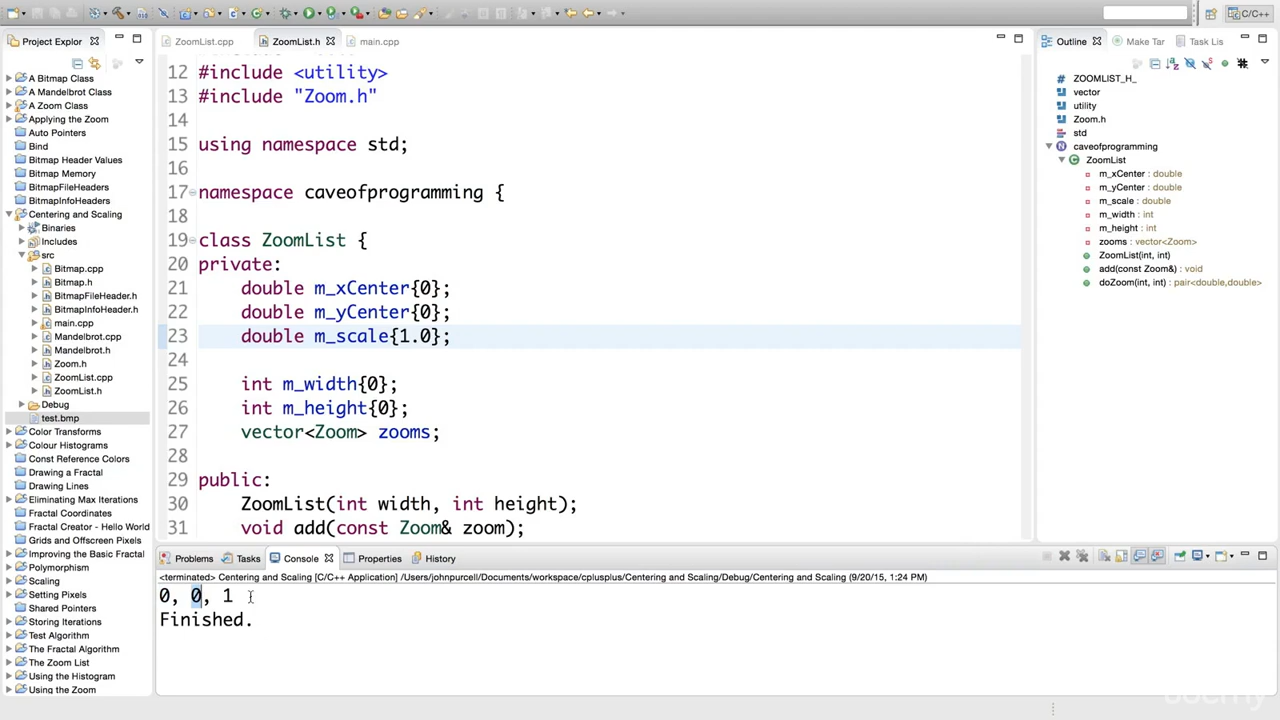 C/C++
Project Explor
ZoomList.cpp
ZoomList.h
main.cpp
Outline
Make Tar
Task Lis
A Bitmap Class
A Mandelbrot Class
A Zoom Class
Applying the Zoom
Auto Pointers
Bind
Bitmap Header Values
Bitmap Memory
BitmapFileHeaders
BitmapInfoHeaders
Centering and Scaling
Binaries
Includes
src
Bitmap.cpp
Bitmap.h
BitmapFileHeader.h
BitmapInfoHeader.h
main.cpp
Mandelbrot.cpp
Mandelbrot.h
Zoom.h
ZoomList.cpp
ZoomList.h
Debug
test.bmp
Color Transforms
Colour Histograms
Const Reference Colors
Drawing a Fractal
Drawing Lines
Eliminating Max Iterations
Fractal Coordinates
Fractal Creator - Hello World
Grids and Offscreen Pixels
Improving the Basic Fractal
Polymorphism
Scaling
Setting Pixels
Shared Pointers
Storing Iterations
Test Algorithm
The Fractal Algorithm
The Zoom List
Using the Histogram
Using the Zoom
12 #include <utility>
13 #include "Zoom.h"
14
15 using namespace std;
16
17 namespace caveofprogramming {
18
19 class ZoomList {
20 private:
21 double m_xCenter{0};
22 double m_yCenter{0};
23 double m_scale{1.0};
24
25 int m_width{0};
26 int m_height{0};
27 vector<Zoom> zooms;
28
29 public:
30 ZoomList(int width, int height);
31 void add(const Zoom& zoom);
ZOOMLIST_H_
vector
utility
Zoom.h
std
caveofprogramming
ZoomList
m_xCenter : double
m_yCenter : double
m_scale : double
m_width : int
m_height : int
zooms : vector<Zoom>
ZoomList(int, int)
add(const Zoom&) : void
doZoom(int, int) : pair<double,double>
Problems
Tasks
Console
Properties
History
<terminated> Centering and Scaling [C/C++ Application] /Users/johnpurcell/Documents/workspace/cplusplus/Centering and Scaling/Debug/Centering and Scaling (9/20/15, 1:24 PM)
0, 0, 1
Finished.
udemy